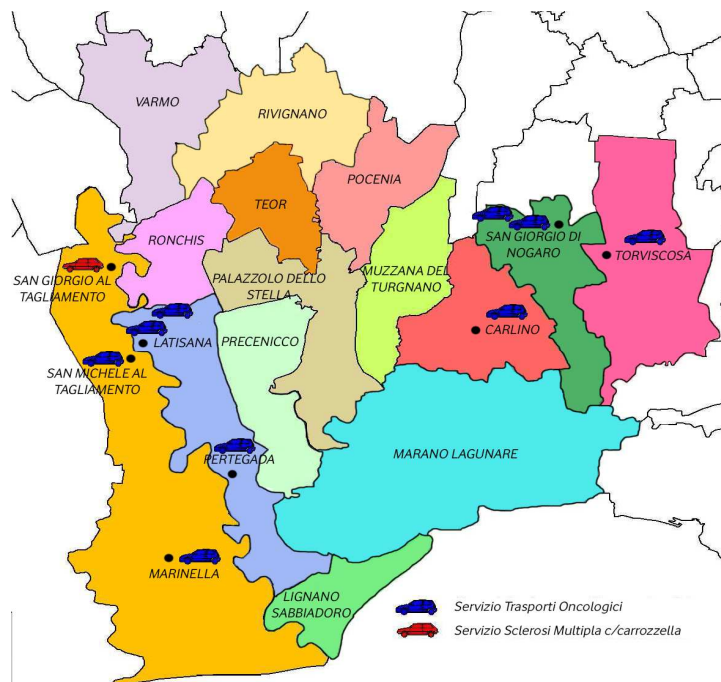 VARMO
RIVIGNANO
POCENIA
TEOR
RONCHIS
SAN GIORGIO DI
NOGARO
TORVISCOSA
SAN GIORGIO AL
TAGLIAMENTO
PALAZZOLO DELLO
STELLA
MUZZANA DEL
TURGNANO
LATISANA
PRECENICCO
CARLINO
SAN MICHELE AL
TAGLIAMENTO
PERTEGADA
MARANO LAGUNARE
MARINELLA
LIGNANO
SABBIADORO
Servizio Trasporti Oncologici
Servizio Sclerosi Multipla c/carrozzella